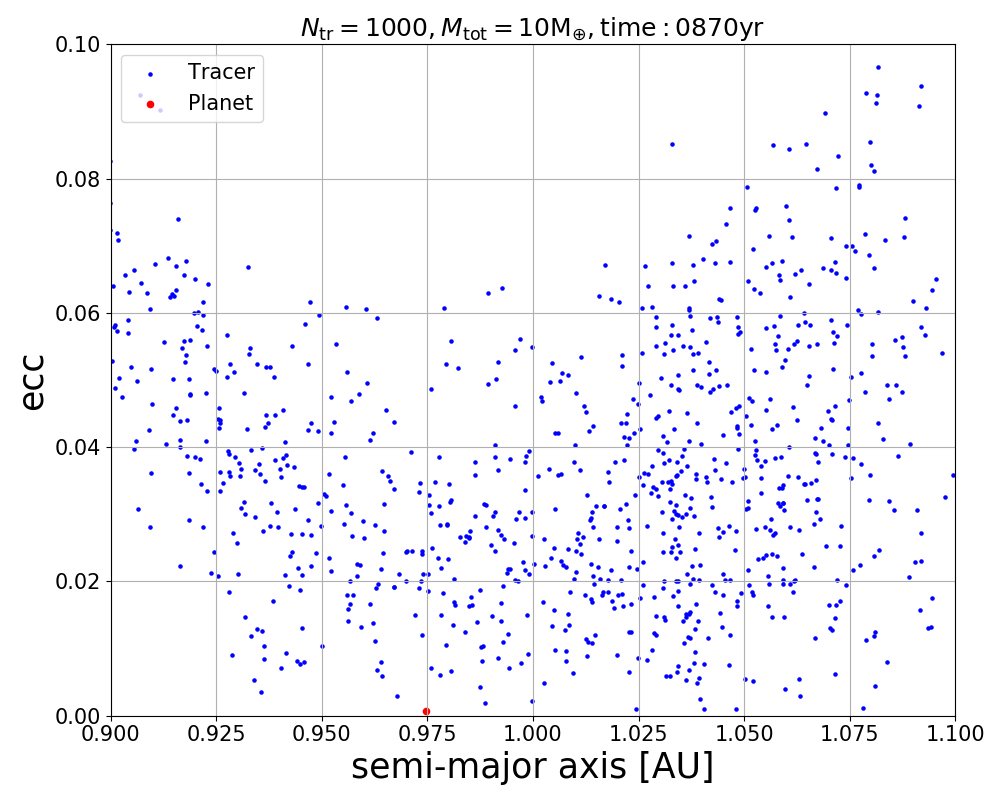 N_tr = 1000, M_tot = 10M_⊕, time : 0870yr
Tracer
Planet
ecc
0.10
0.08
0.06
0.04
0.02
0.00
0.900 0.925 0.950 0.975 1.000 1.025 1.050 1.075 1.100
semi-major axis [AU]